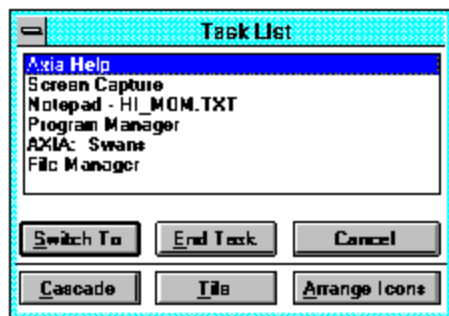 Task List
Axia Help
Screen Capture
Notepad - HI_MOM.TXT
Program Manager
AXIA: Swans
File Manager
Switch To End Task Cancel
Cascade Tile Arrange Icons